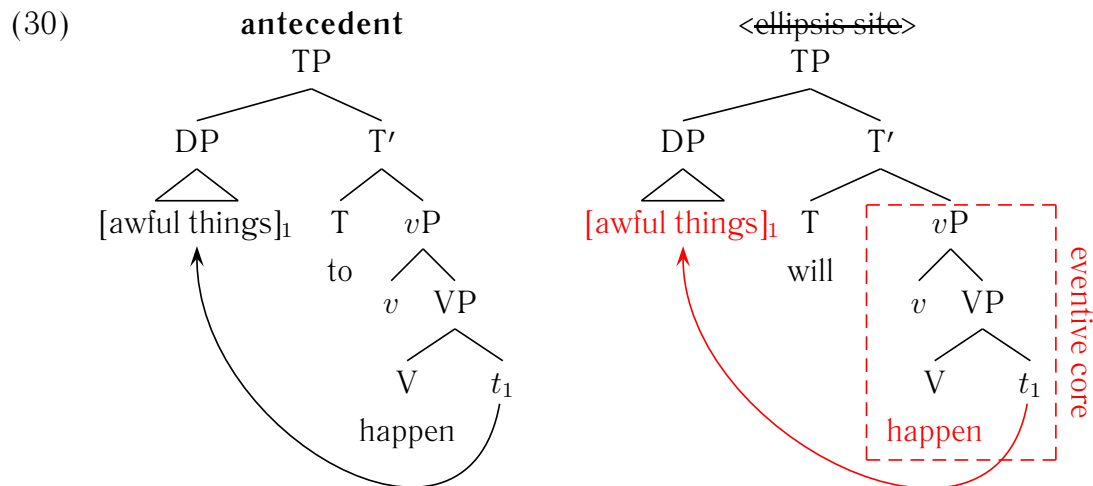 (30) antecedent <ellipsis site>
TP TP
DP T′ DP T′
[awful things]₁ T vP [awful things]₁ T vP
to v VP will v VP
V t₁ V t₁
happen happen
eventive core